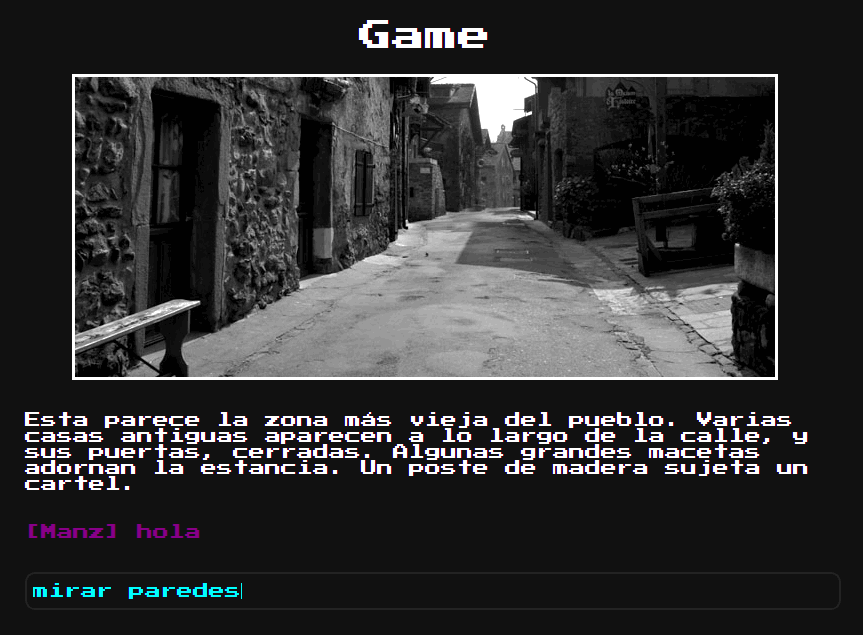 Game
Esta parece la zona más vieja del pueblo. Varias
casas antiguas aparecen a lo largo de la calle, y
sus puertas, cerradas. Algunas grandes macetas
adornan la estancia. Un poste de madera sujeta un
cartel.
[Manz] hola
mirar paredes